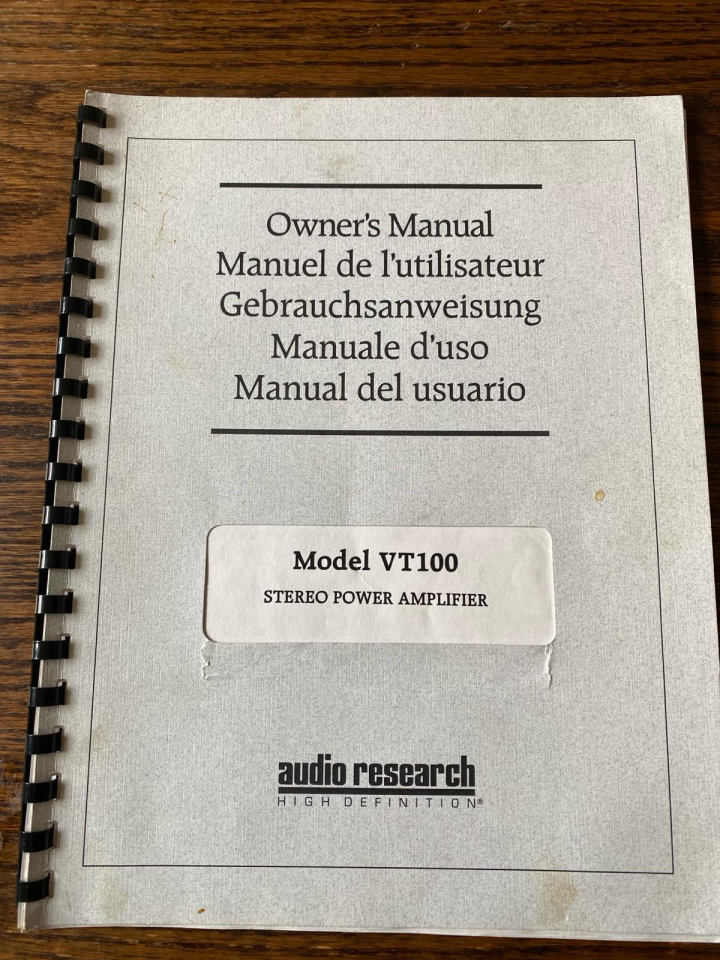 Owner's Manual
Manuel de l'utilisateur
Gebrauchsanweisung
Manuale d'uso
Manual del usuario
Model VT100
STEREO POWER AMPLIFIER
audio research
HIGH DEFINITION®